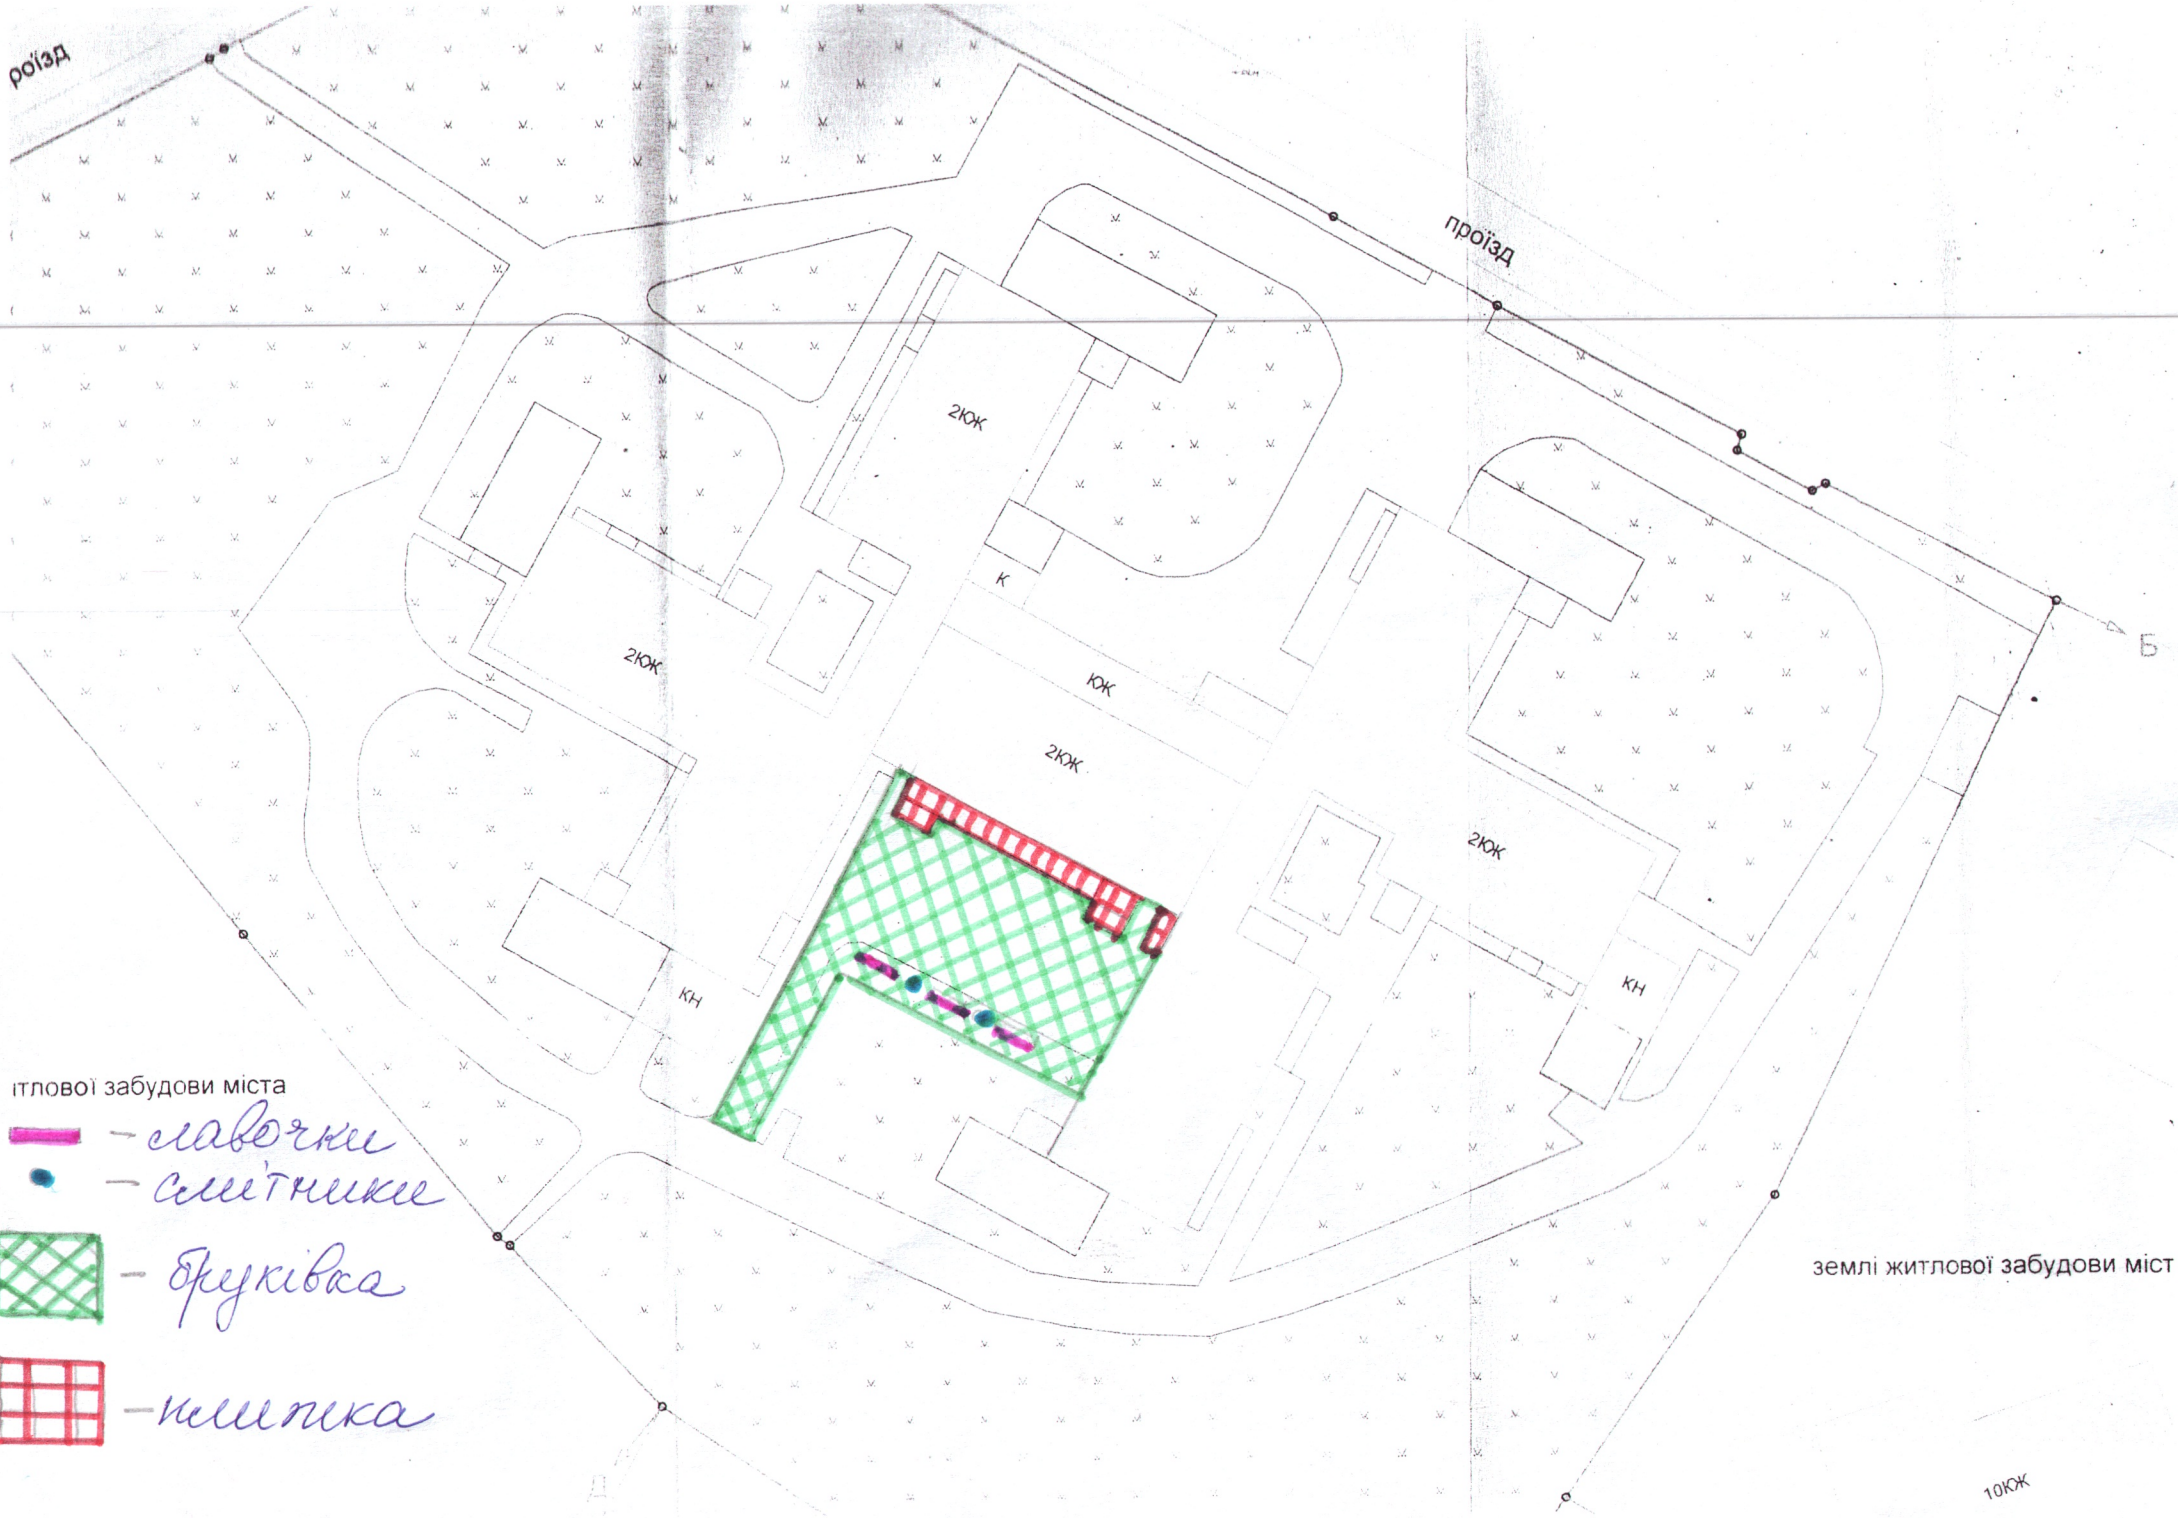 роїзд
проїзд
2КЖ
К
2КЖ
КЖ
Б
2КЖ
2КЖ
КН
КН
ітлової забудови міста
- лавочки
- смітники
- бруківка
землі житлової забудови міст
- плитка
10КЖ